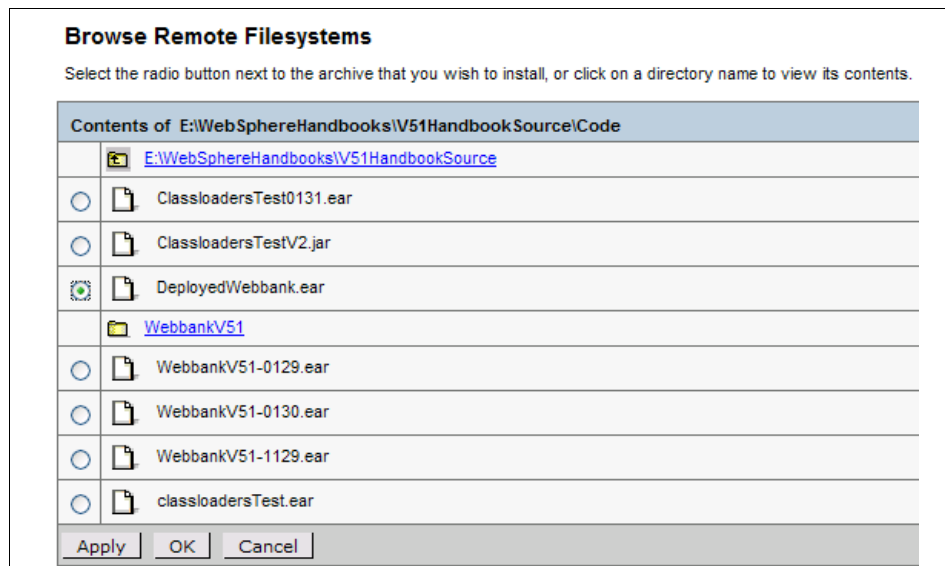 Browse Remote Filesystems
Select the radio button next to the archive that you wish to install, or click on a directory name to view its contents.
Contents of E:\WebSphereHandbooks\V51HandbookSource\Code
E:\WebSphereHandbooks\V51HandbookSource
ClassloadersTest0131.ear
ClassloadersTestV2.jar
DeployedWebbank.ear
WebbankV51
WebbankV51-0129.ear
WebbankV51-0130.ear
WebbankV51-1129.ear
classloadersTest.ear
Apply OK Cancel